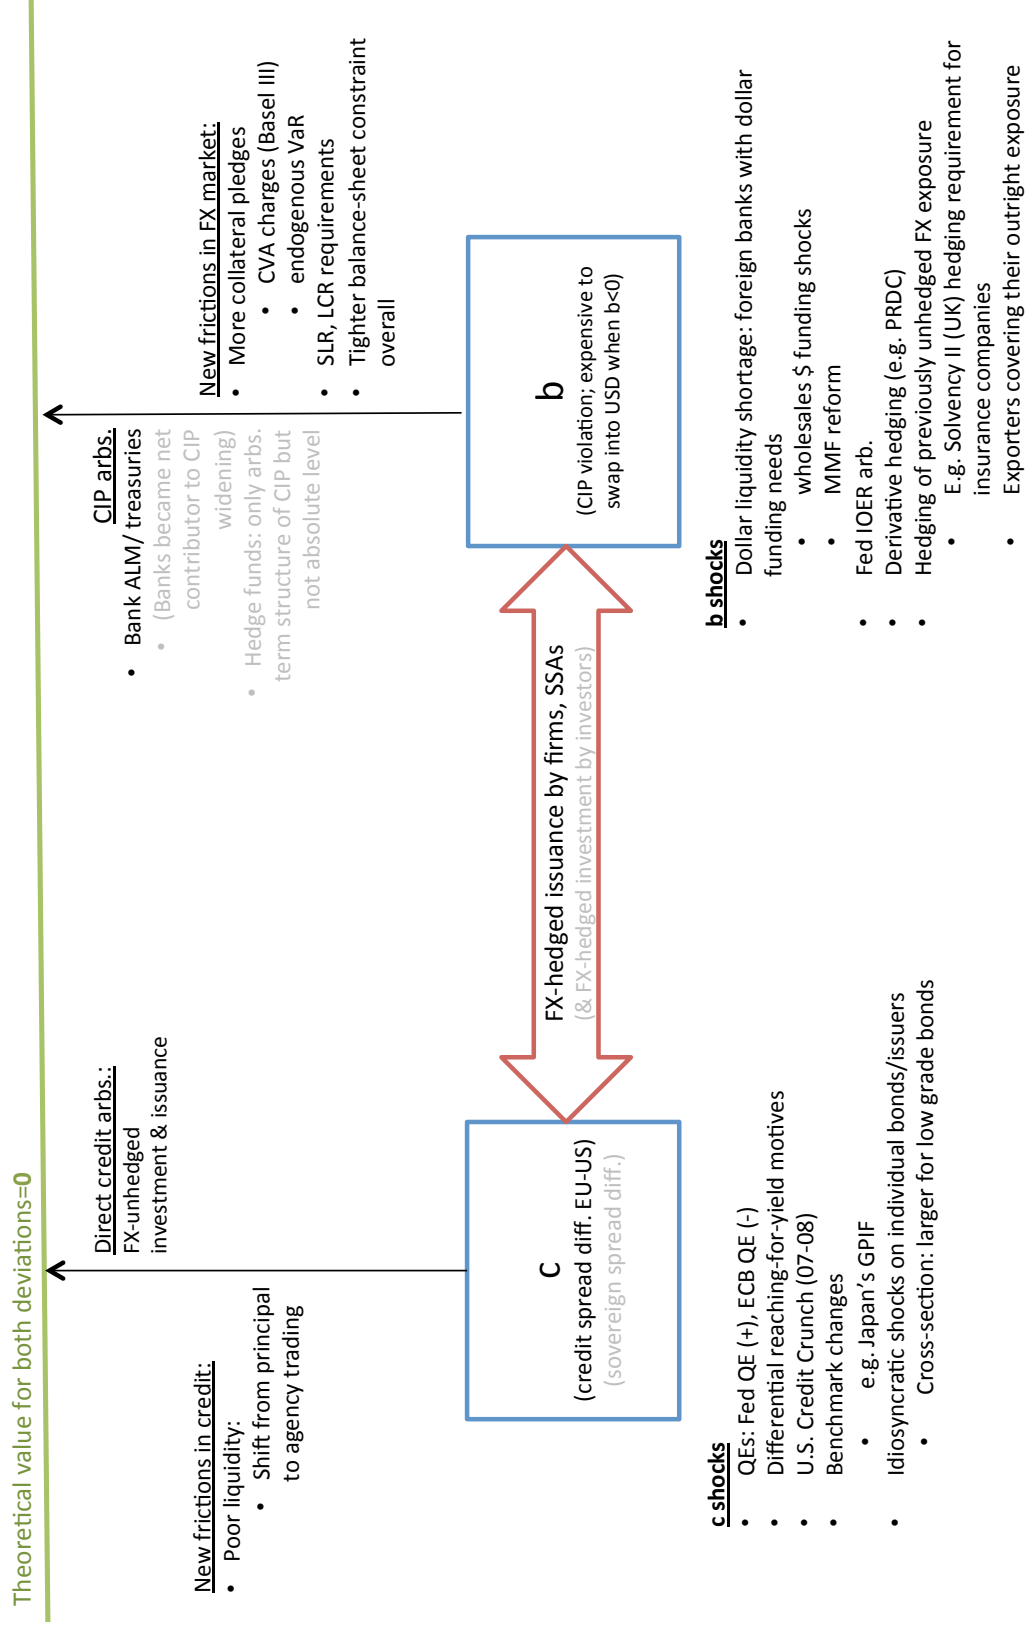 Theoretical value for both deviations=0
New frictions in credit:
• Poor liquidity:
• Shift from principal
to agency trading
Direct credit arbs.:
FX-unhedged
investment & issuance
CIP arbs.
• Bank ALM/ treasuries
• (Banks became net
contributor to CIP
widening)
• Hedge funds: only arbs.
term structure of CIP but
not absolute level
New frictions in FX market:
• More collateral pledges
• CVA charges (Basel III)
• endogenous VaR
• SLR, LCR requirements
• Tighter balance-sheet constraint
overall
c
(credit spread diff. EU-US)
(sovereign spread diff.)
FX-hedged issuance by firms, SSAs
(& FX-hedged investment by investors)
b
(CIP violation; expensive to
swap into USD when b<0)
c shocks
• QEs: Fed QE (+), ECB QE (-)
• Differential reaching-for-yield motives
• U.S. Credit Crunch (07-08)
• Benchmark changes
• e.g. Japan's GPIF
• Idiosyncratic shocks on individual bonds/issuers
• Cross-section: larger for low grade bonds
b shocks
• Dollar liquidity shortage: foreign banks with dollar
funding needs
• wholesales $ funding shocks
• MMF reform
• Fed IOER arb.
• Derivative hedging (e.g. PRDC)
• Hedging of previously unhedged FX exposure
• E.g. Solvency II (UK) hedging requirement for
insurance companies
• Exporters covering their outright exposure